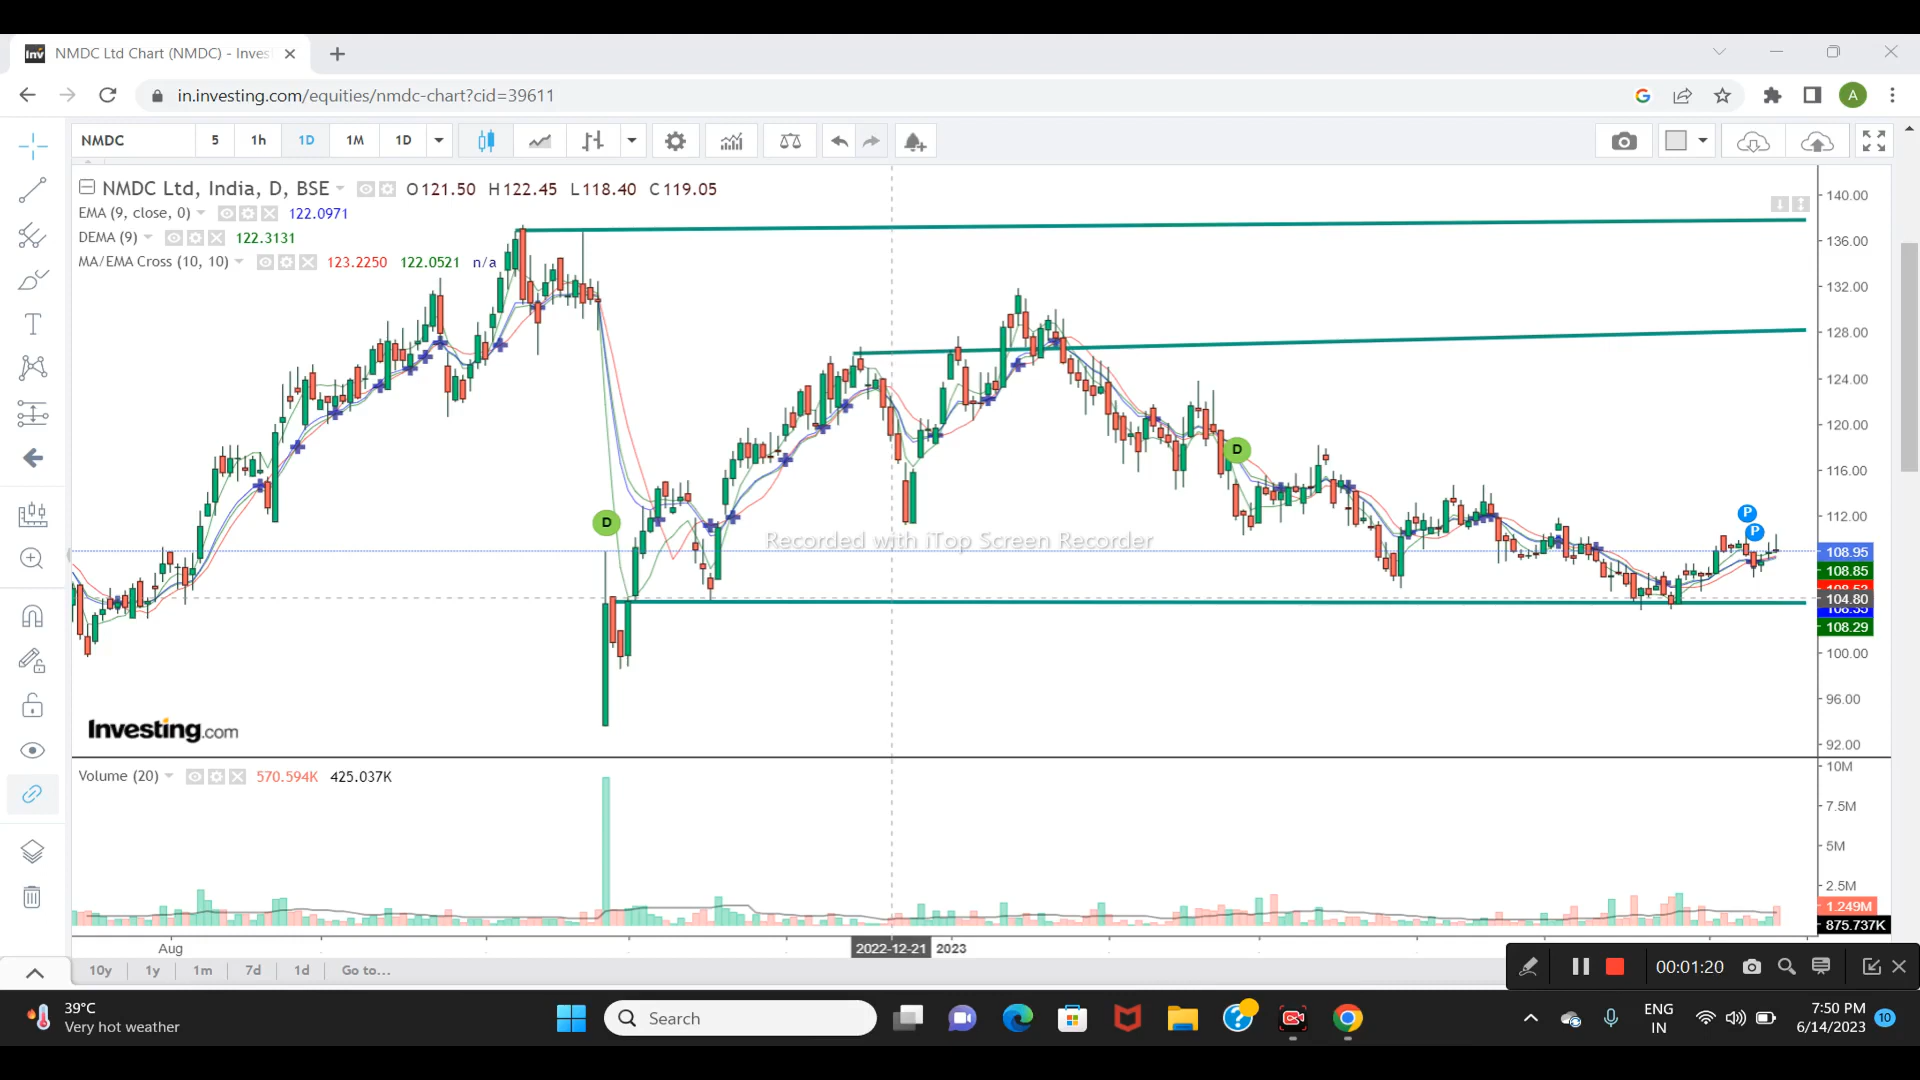 NMDC Ltd Chart (NMDC) - Inves
in.investing.com/equities/nmdc-chart?cid=39611
A
NMDC 5 1h 1D 1M 1D
NMDC Ltd, India, D, BSE O121.50 H122.45 L118.40 C119.05
EMA (9, close, 0) 122.0971
DEMA (9) 122.3131
MA/EMA Cross (10, 10) 123.2250 122.0521 n/a
140.00
136.00
132.00
128.00
124.00
120.00
116.00
112.00
108.95
108.85
104.80
108.29
100.00
96.00
92.00
D
D
P
P
Recorded with iTop Screen Recorder
Investing.com
Volume (20) 570.594K 425.037K
10M
7.5M
5M
2.5M
1.249M
875.737K
Aug 2022-12-21 2023
10y 1y 1m 7d 1d Go to...
00:01:20
39°C
Very hot weather
Search
ENG
IN
7:50 PM
6/14/2023
10